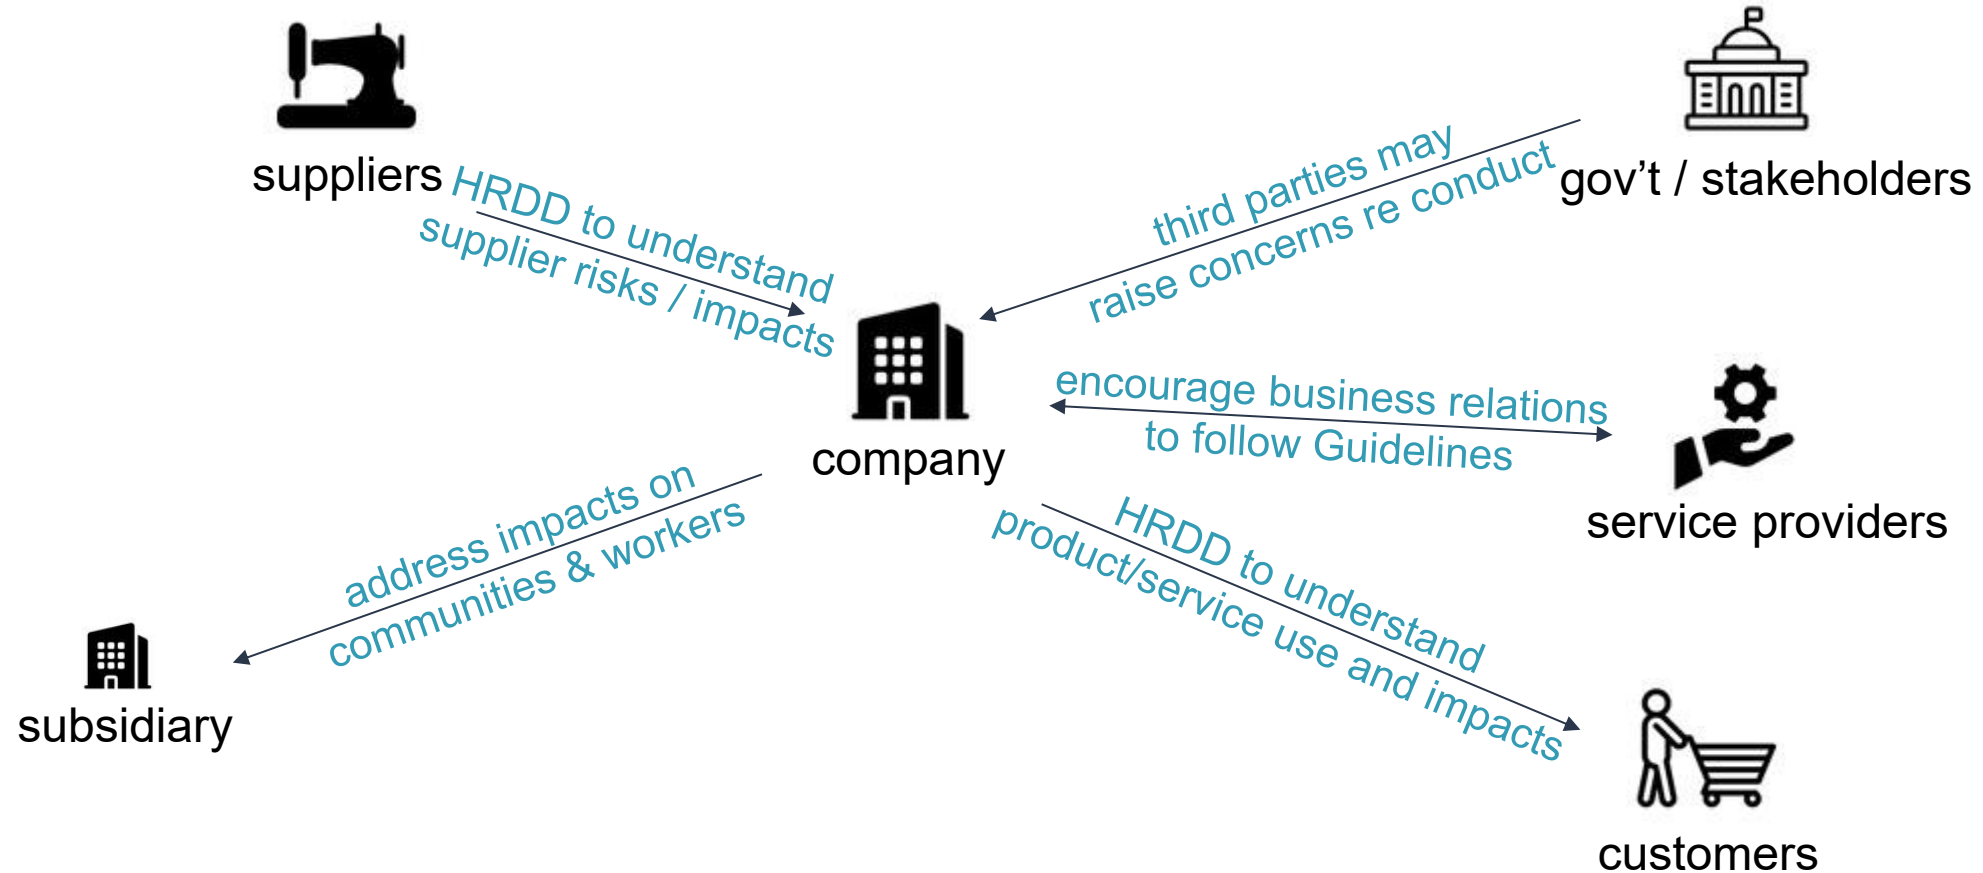 suppliers
HRDD to understand
supplier risks / impacts
third parties may
raise concerns re conduct
gov’t / stakeholders
company
encourage business relations
to follow Guidelines
service providers
address impacts on
communities & workers
subsidiary
HRDD to understand
product/service use and impacts
customers